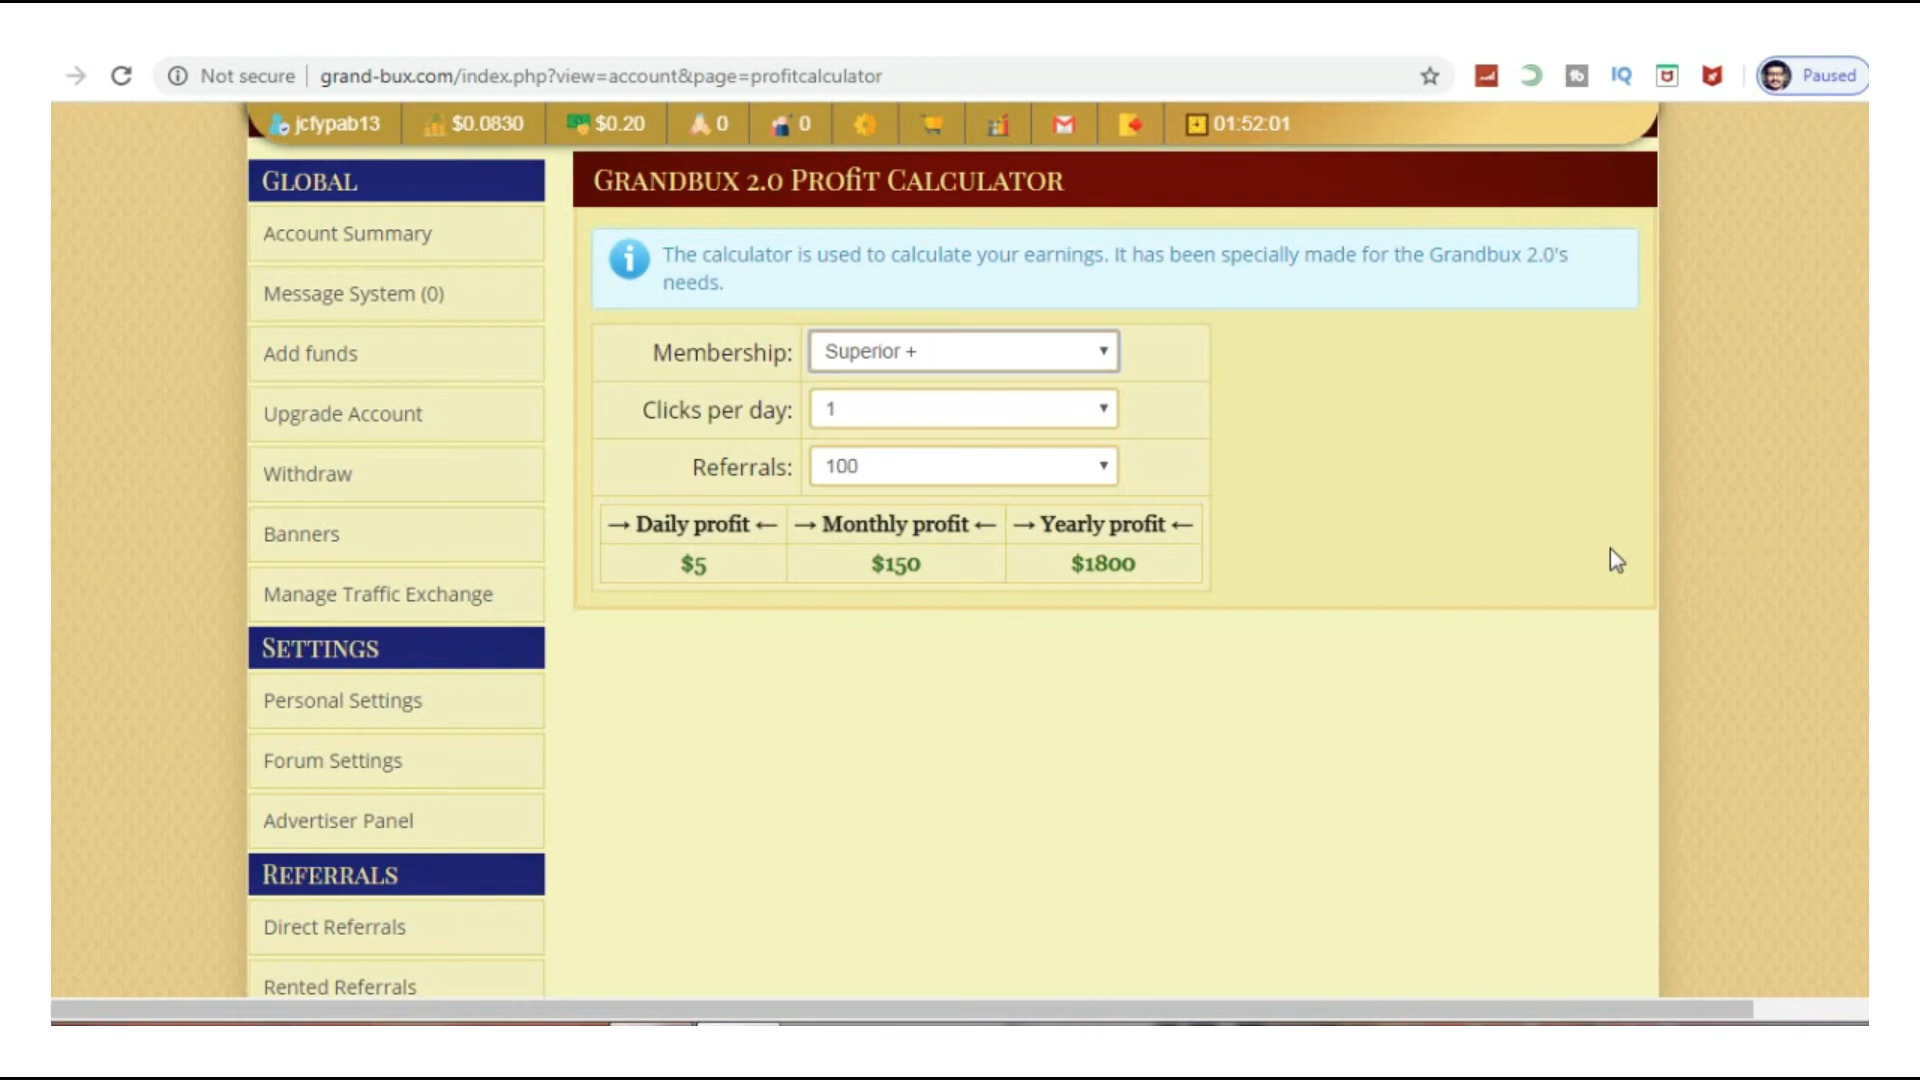 Not secure | grand-bux.com/index.php?view=account&page=profitcalculator
IQ
Paused
jcfypab13 $0.0830 $0.20 0 0 01:52:01
GLOBAL
Account Summary
Message System (0)
Add funds
Upgrade Account
Withdraw
Banners
Manage Traffic Exchange
SETTINGS
Personal Settings
Forum Settings
Advertiser Panel
REFERRALS
Direct Referrals
Rented Referrals
GRANDBUX 2.0 PROfiT CALCULATOR
The calculator is used to calculate your earnings. It has been specially made for the Grandbux 2.0's
needs.
Membership: Superior +
Clicks per day: 1
Referrals: 100
→ Daily profit ← → Monthly profit ← → Yearly profit ←
$5 $150 $1800